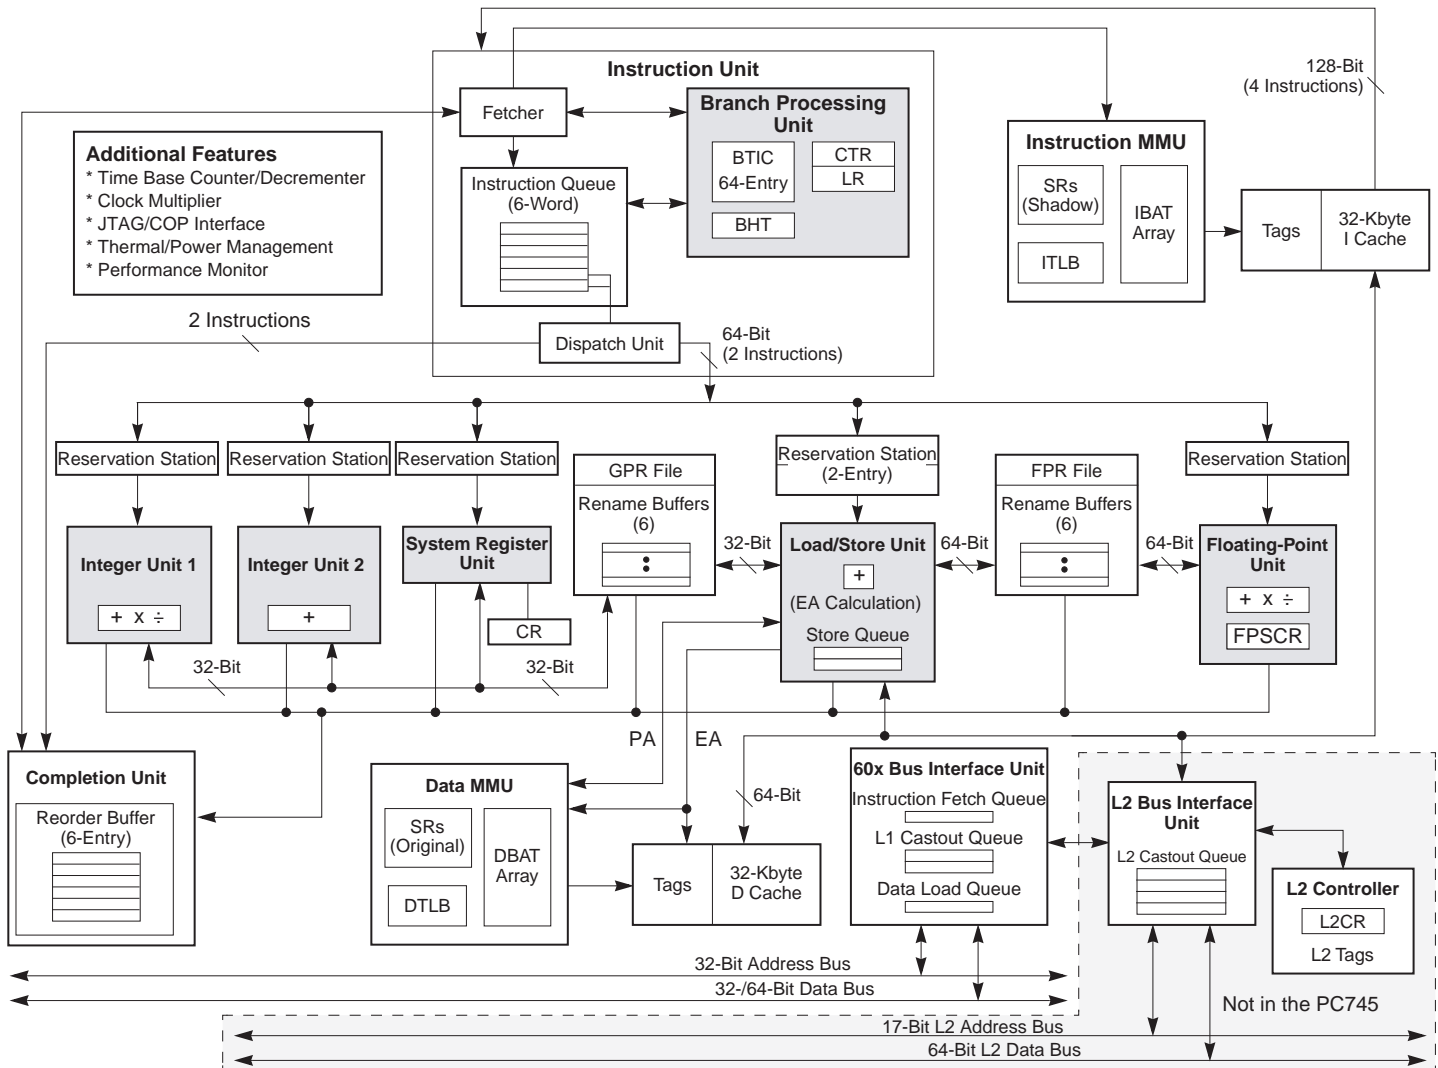 Instruction Unit
Fetcher
Branch Processing
Unit
BTIC
64-Entry
CTR
LR
BHT
Instruction Queue
(6-Word)
Dispatch Unit
64-Bit
(2 Instructions)
2 Instructions
Additional Features
* Time Base Counter/Decrementer
* Clock Multiplier
* JTAG/COP Interface
* Thermal/Power Management
* Performance Monitor
128-Bit
(4 Instructions)
Instruction MMU
SRs
(Shadow)
ITLB
IBAT
Array
Tags
32-Kbyte
I Cache
Reservation Station
Reservation Station
Reservation Station
Reservation Station
(2-Entry)
Reservation Station
GPR File
Rename Buffers
(6)
FPR File
Rename Buffers
(6)
Integer Unit 1
+ x ÷
Integer Unit 2
+
System Register
Unit
CR
32-Bit
Load/Store Unit
+
(EA Calculation)
Store Queue
64-Bit
64-Bit
Floating-Point
Unit
+ x ÷
FPSCR
32-Bit
32-Bit
PA
EA
Completion Unit
Reorder Buffer
(6-Entry)
Data MMU
SRs
(Original)
DTLB
DBAT
Array
64-Bit
Tags
32-Kbyte
D Cache
60x Bus Interface Unit
Instruction Fetch Queue
L1 Castout Queue
Data Load Queue
L2 Bus Interface
Unit
L2 Castout Queue
L2 Controller
L2CR
L2 Tags
32-Bit Address Bus
32-/64-Bit Data Bus
Not in the PC745
17-Bit L2 Address Bus
64-Bit L2 Data Bus